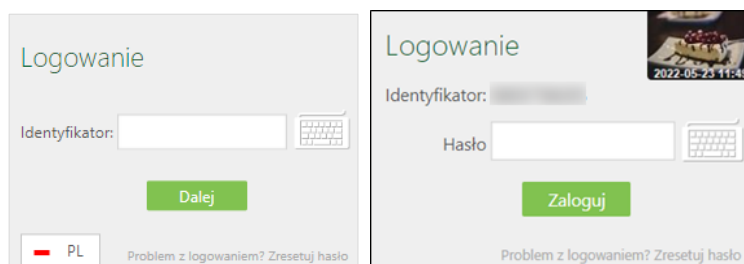 Logowanie
Identyfikator:
Dalej
PL
Problem z logowaniem? Zresetuj hasło
Logowanie
2022-05-23 11:45
Identyfikator:
Hasło
Zaloguj
Problem z logowaniem? Zresetuj hasło